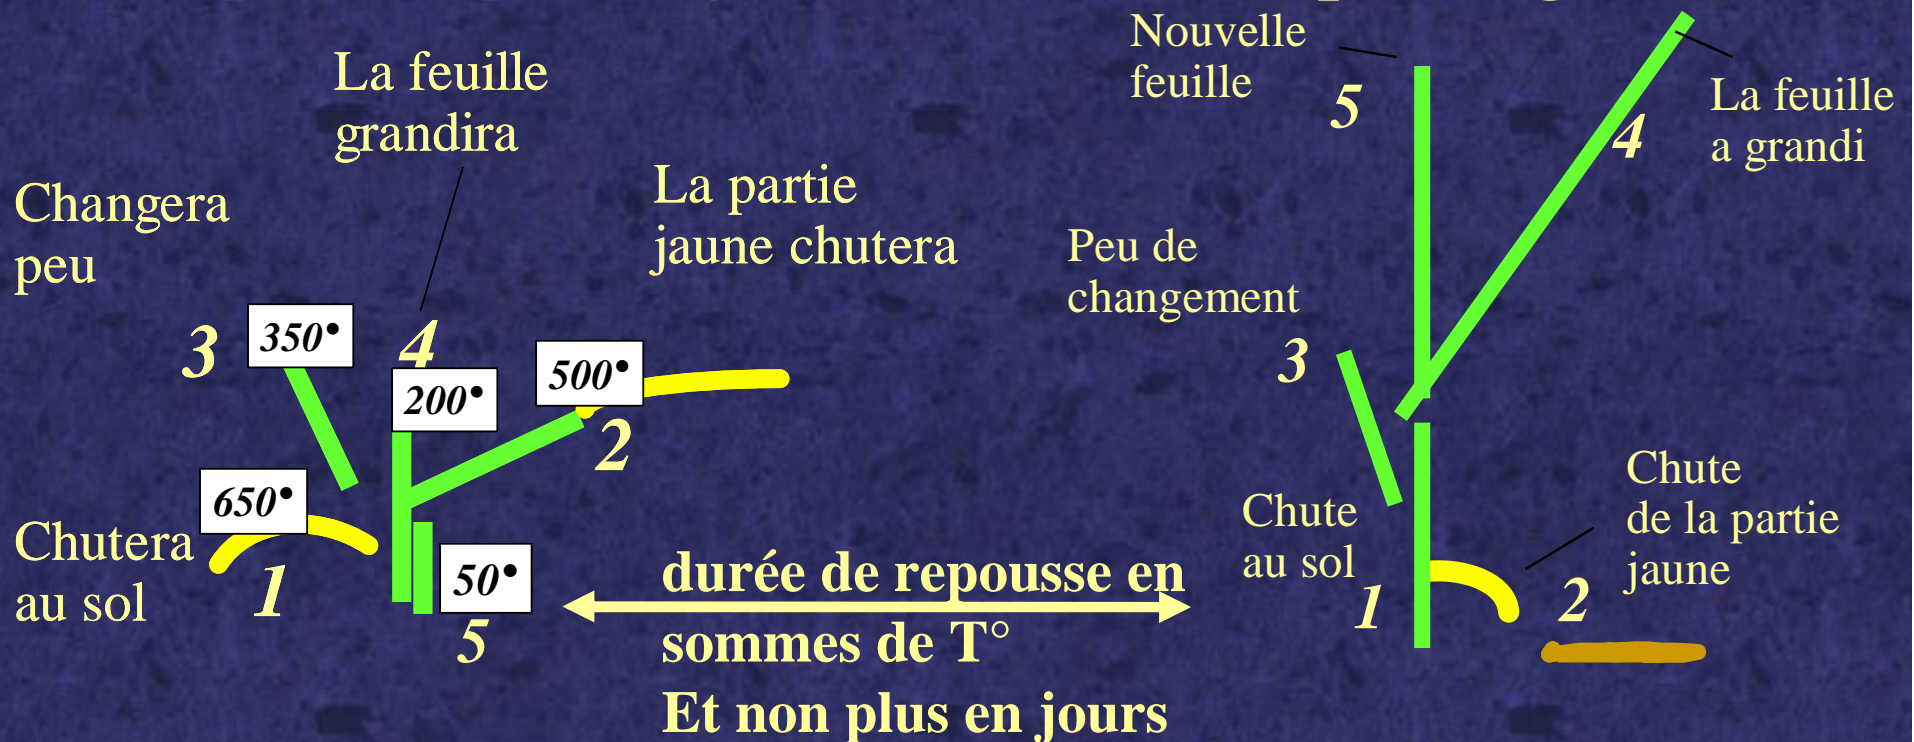 La feuille
grandira
Changera
peu
La partie
jaune chutera
3
350°
4
200°
500°
2
650°
Chutera
au sol
1
50°
5
durée de repousse en
sommes de T°
Et non plus en jours
Nouvelle
feuille
5
La feuille
a grandi
4
Peu de
changement
3
Chute
au sol
1
Chute
de la partie
jaune
2